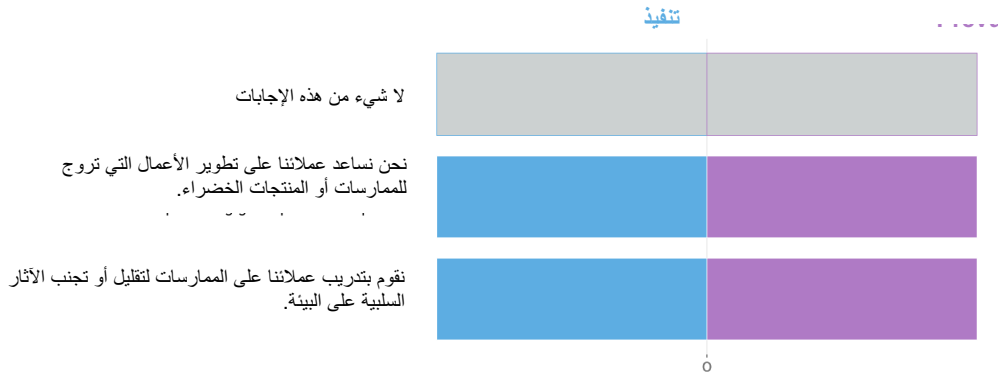 تنفيذ
لا شيء من هذه الإجابات
نحن نساعد عملائنا على تطوير الأعمال التي تروج
للممارسات أو المنتجات الخضراء.
نقوم بتدريب عملائنا على الممارسات لتقليل أو تجنب الآثار
السلبية على البيئة.
0